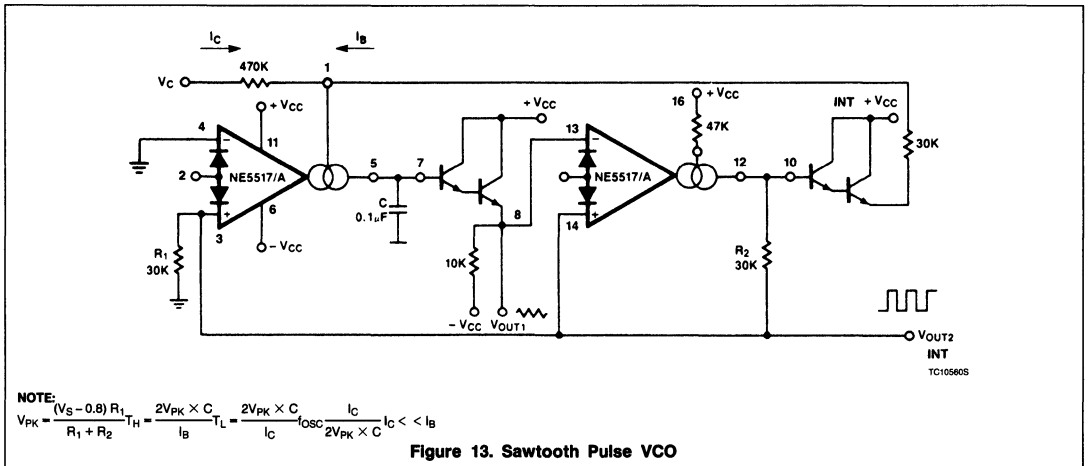 I_C
I_B
470K
1
V_C
+ V_CC
16
+ V_CC
INT + V_CC
+ V_CC
4
−
11
13
−
47K
30K
2
NE5517/A
5
7
NE5517/A
12
10
C
0.1μF
8
+
6
3
+
14
R_1
30K
− V_CC
10K
R_2
30K
− V_CC
V_OUT1
V_OUT2
INT
TC10560S
NOTE:
V_PK = (V_S − 0.8) R_1 / R_1 + R_2 T_H = 2V_PK × C / I_B T_L = 2V_PK × C / I_C f_OSC I_C / 2V_PK × C I_C < < I_B
Figure 13. Sawtooth Pulse VCO